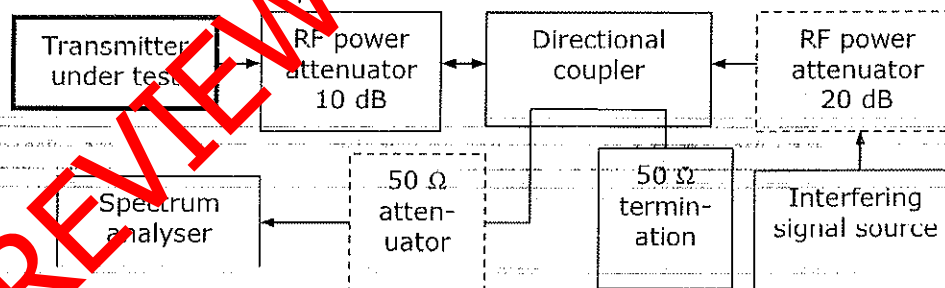 Transmitter
under test
RF power
attenuator
10 dB
Directional
coupler
RF power
attenuator
20 dB
Spectrum
analyser
50 Ω
atten-
uator
50 Ω
termin-
ation
Interfering
signal source
PREVIEW